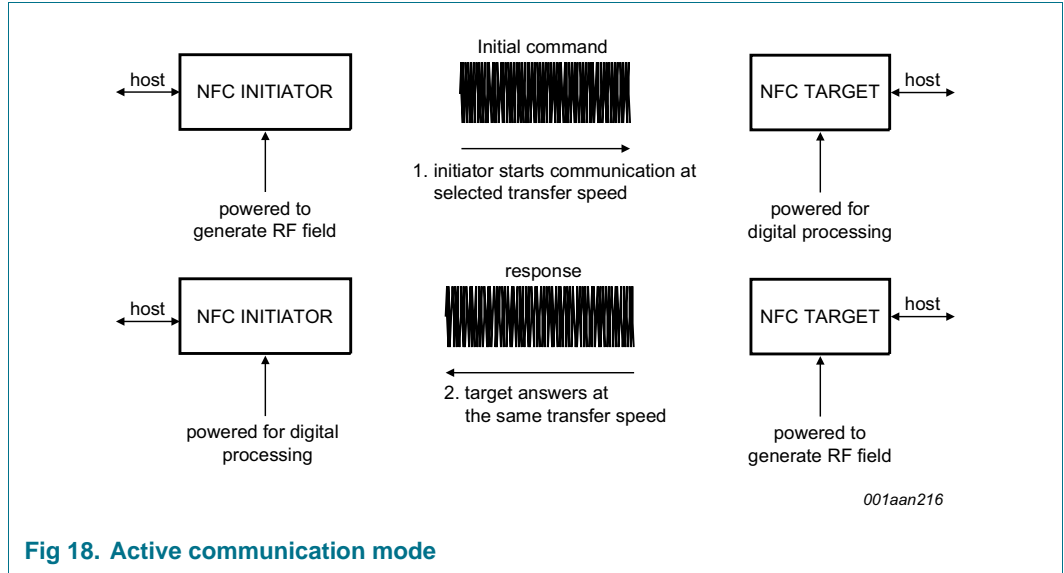 Initial command
host
NFC INITIATOR
NFC TARGET
host
1. initiator starts communication at
selected transfer speed
powered to
generate RF field
powered for
digital processing
response
host
NFC INITIATOR
NFC TARGET
host
2. target answers at
the same transfer speed
powered for digital
processing
powered to
generate RF field
001aan216
Fig 18. Active communication mode